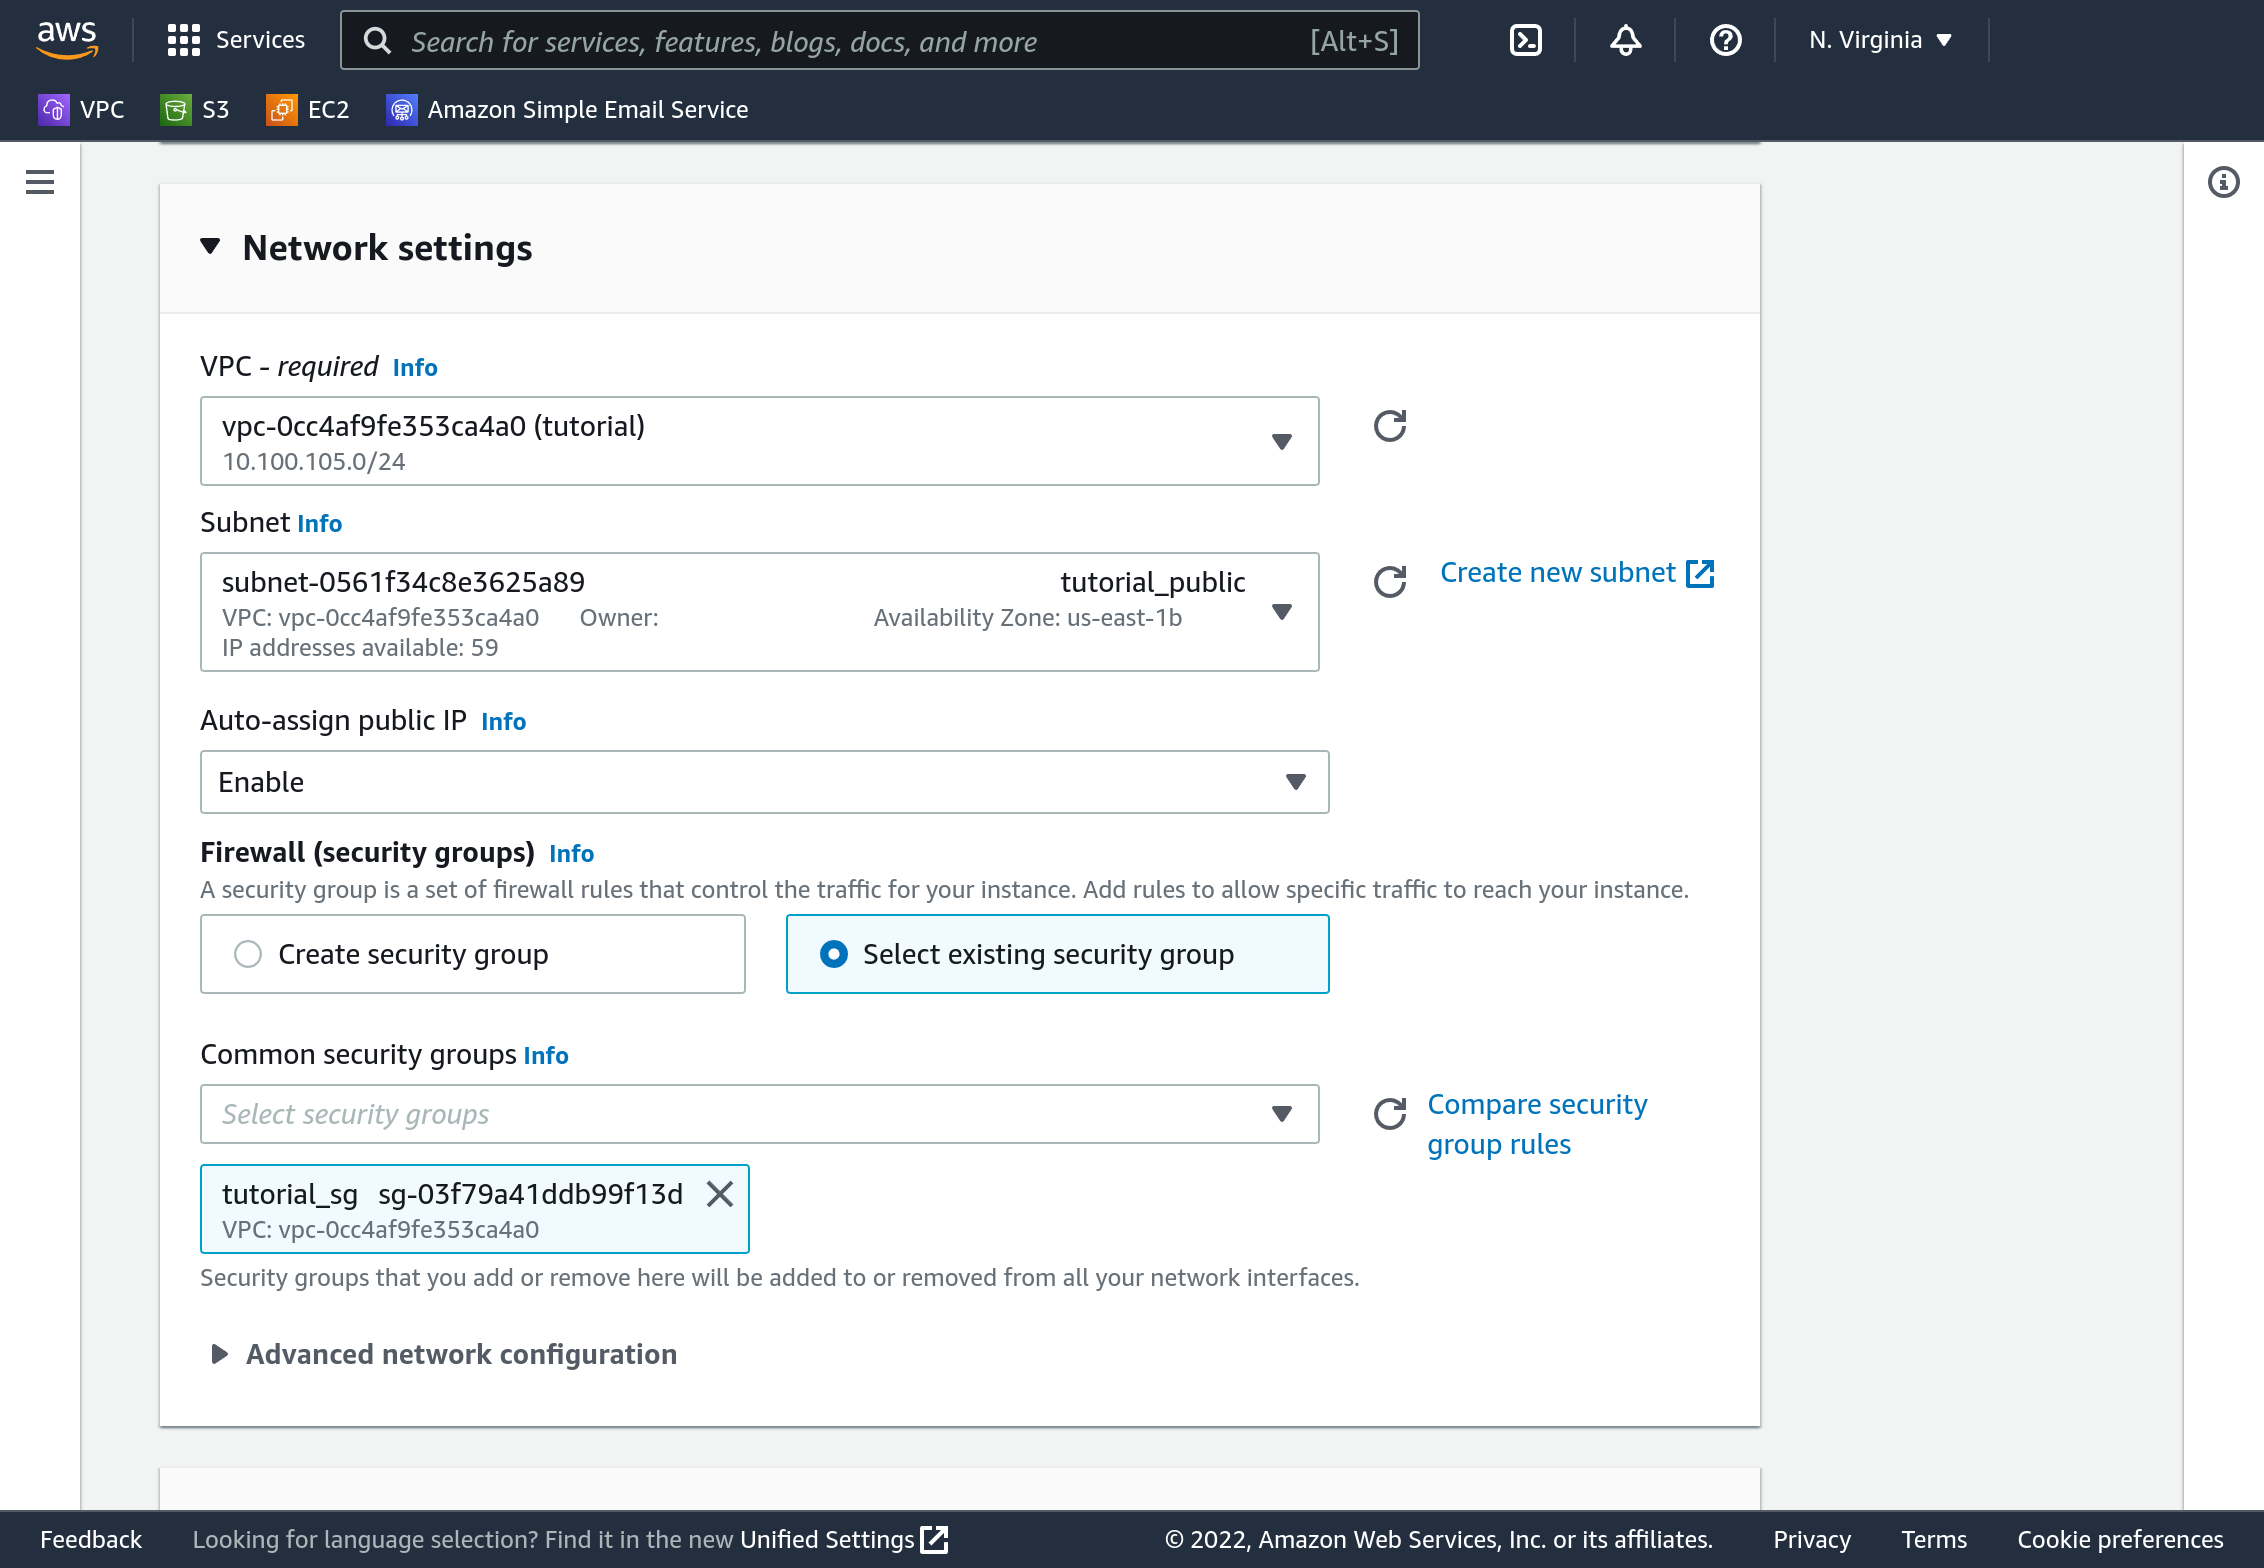 aws Services Search for services, features, blogs, docs, and more [Alt+S] N. Virginia
VPC S3 EC2 Amazon Simple Email Service
Network settings
VPC - required Info
vpc-0cc4af9fe353ca4a0 (tutorial)
10.100.105.0/24
Subnet Info
subnet-0561f34c8e3625a89 tutorial_public
VPC: vpc-0cc4af9fe353ca4a0 Owner: Availability Zone: us-east-1b
IP addresses available: 59
Create new subnet
Auto-assign public IP Info
Enable
Firewall (security groups) Info
A security group is a set of firewall rules that control the traffic for your instance. Add rules to allow specific traffic to reach your instance.
Create security group Select existing security group
Common security groups Info
Select security groups
Compare security
group rules
tutorial_sg sg-03f79a41ddb99f13d
VPC: vpc-0cc4af9fe353ca4a0
Security groups that you add or remove here will be added to or removed from all your network interfaces.
Advanced network configuration
Feedback Looking for language selection? Find it in the new Unified Settings © 2022, Amazon Web Services, Inc. or its affiliates. Privacy Terms Cookie preferences